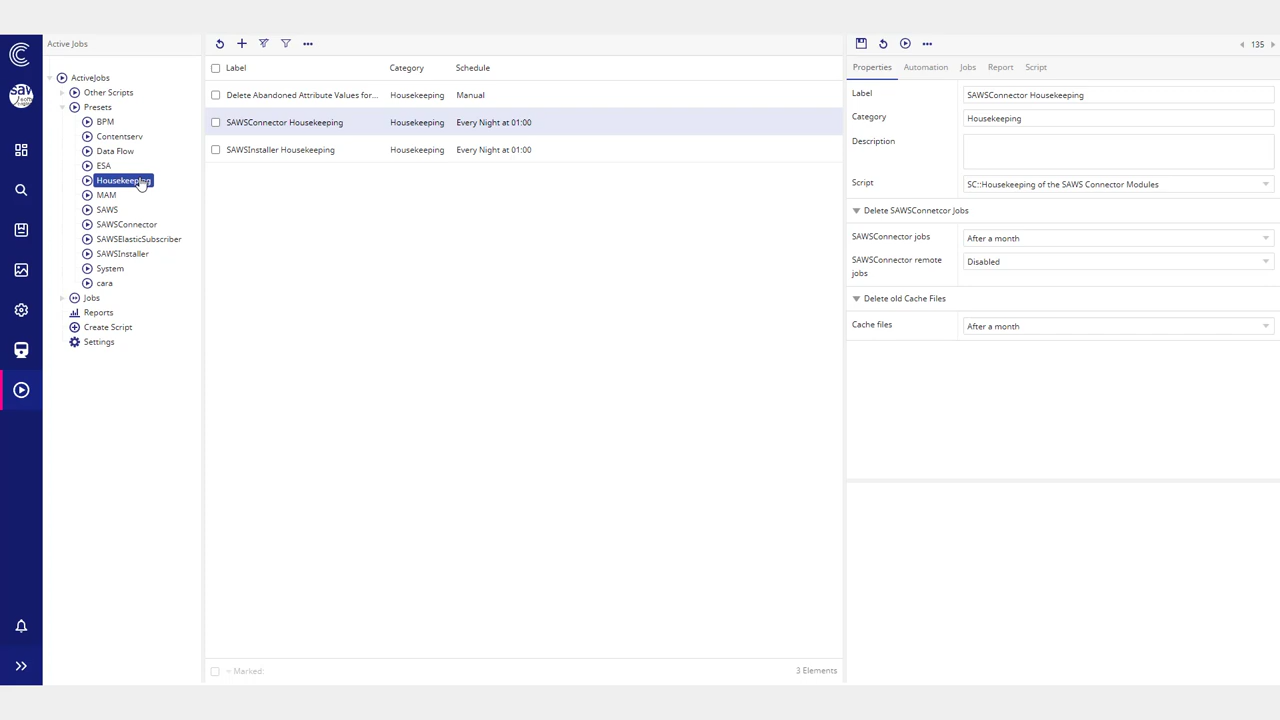 Active Jobs
ActiveJobs
Other Scripts
Presets
BPM
Contentserv
Data Flow
ESA
Housekeeping
MAM
SAWS
SAWSConnector
SAWSElasticSubscriber
SAWSInstaller
System
cara
Jobs
Reports
Create Script
Settings
Label Category Schedule
Delete Abandoned Attribute Values for... Housekeeping Manual
SAWSConnector Housekeeping Housekeeping Every Night at 01:00
SAWSInstaller Housekeeping Housekeeping Every Night at 01:00
Marked:
3 Elements
135
Properties Automation Jobs Report Script
Label SAWSConnector Housekeeping
Category Housekeeping
Description
Script SC::Housekeeping of the SAWS Connector Modules
Delete SAWSConnetcor Jobs
SAWSConnector jobs After a month
SAWSConnector remote Disabled
jobs
Delete old Cache Files
Cache files After a month